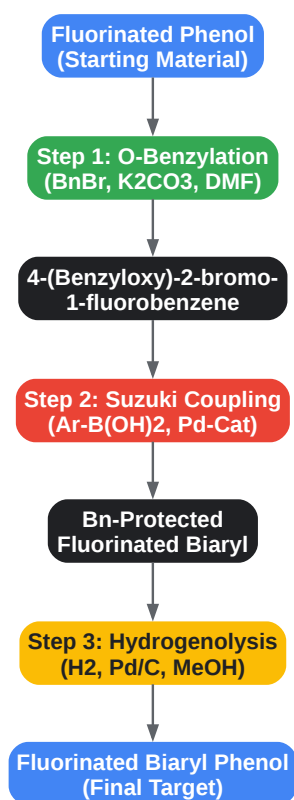 Fluorinated Phenol
(Starting Material)
Step 1: O-Benzylation
(BnBr, K2CO3, DMF)
4-(Benzyloxy)-2-bromo-
1-fluorobenzene
Step 2: Suzuki Coupling
(Ar-B(OH)2, Pd-Cat)
Bn-Protected
Fluorinated Biaryl
Step 3: Hydrogenolysis
(H2, Pd/C, MeOH)
Fluorinated Biaryl Phenol
(Final Target)